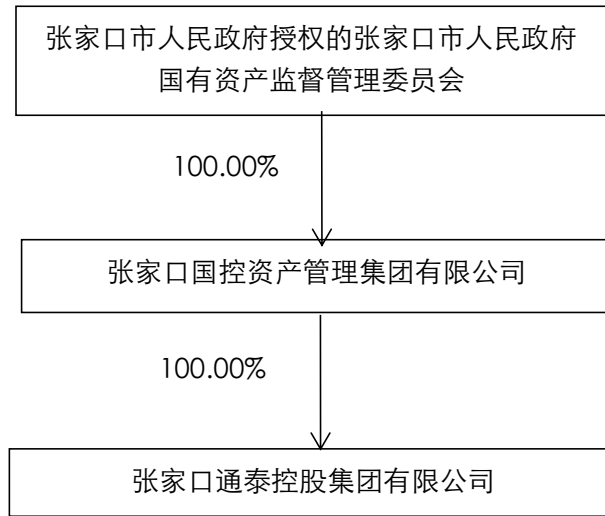 张家口市人民政府授权的张家口市人民政府
国有资产监督管理委员会
100.00%
张家口国控资产管理集团有限公司
100.00%
张家口通泰控股集团有限公司